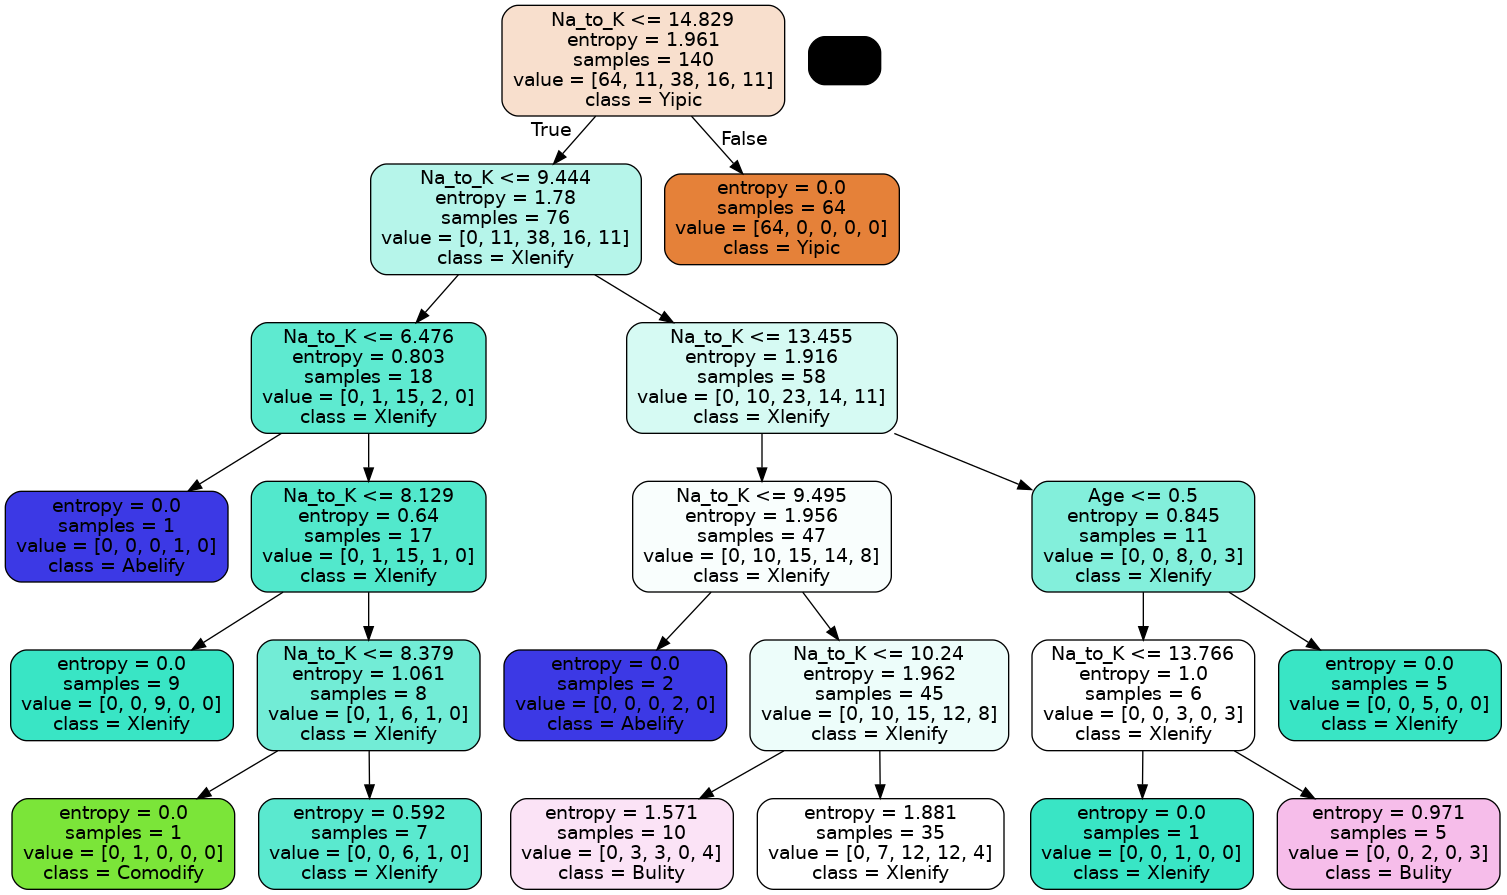 Na_to_K <= 14.829
entropy = 1.961
samples = 140
value = [64, 11, 38, 16, 11]
class = Yipic
True
False
Na_to_K <= 9.444
entropy = 1.78
samples = 76
value = [0, 11, 38, 16, 11]
class = Xlenify
entropy = 0.0
samples = 64
value = [64, 0, 0, 0, 0]
class = Yipic
Na_to_K <= 6.476
entropy = 0.803
samples = 18
value = [0, 1, 15, 2, 0]
class = Xlenify
Na_to_K <= 13.455
entropy = 1.916
samples = 58
value = [0, 10, 23, 14, 11]
class = Xlenify
entropy = 0.0
samples = 1
value = [0, 0, 0, 1, 0]
class = Abelify
Na_to_K <= 8.129
entropy = 0.64
samples = 17
value = [0, 1, 15, 1, 0]
class = Xlenify
Na_to_K <= 9.495
entropy = 1.956
samples = 47
value = [0, 10, 15, 14, 8]
class = Xlenify
Age <= 0.5
entropy = 0.845
samples = 11
value = [0, 0, 8, 0, 3]
class = Xlenify
entropy = 0.0
samples = 9
value = [0, 0, 9, 0, 0]
class = Xlenify
Na_to_K <= 8.379
entropy = 1.061
samples = 8
value = [0, 1, 6, 1, 0]
class = Xlenify
entropy = 0.0
samples = 2
value = [0, 0, 0, 2, 0]
class = Abelify
Na_to_K <= 10.24
entropy = 1.962
samples = 45
value = [0, 10, 15, 12, 8]
class = Xlenify
Na_to_K <= 13.766
entropy = 1.0
samples = 6
value = [0, 0, 3, 0, 3]
class = Xlenify
entropy = 0.0
samples = 5
value = [0, 0, 5, 0, 0]
class = Xlenify
entropy = 0.0
samples = 1
value = [0, 1, 0, 0, 0]
class = Comodify
entropy = 0.592
samples = 7
value = [0, 0, 6, 1, 0]
class = Xlenify
entropy = 1.571
samples = 10
value = [0, 3, 3, 0, 4]
class = Bulity
entropy = 1.881
samples = 35
value = [0, 7, 12, 12, 4]
class = Xlenify
entropy = 0.0
samples = 1
value = [0, 0, 1, 0, 0]
class = Xlenify
entropy = 0.971
samples = 5
value = [0, 0, 2, 0, 3]
class = Bulity